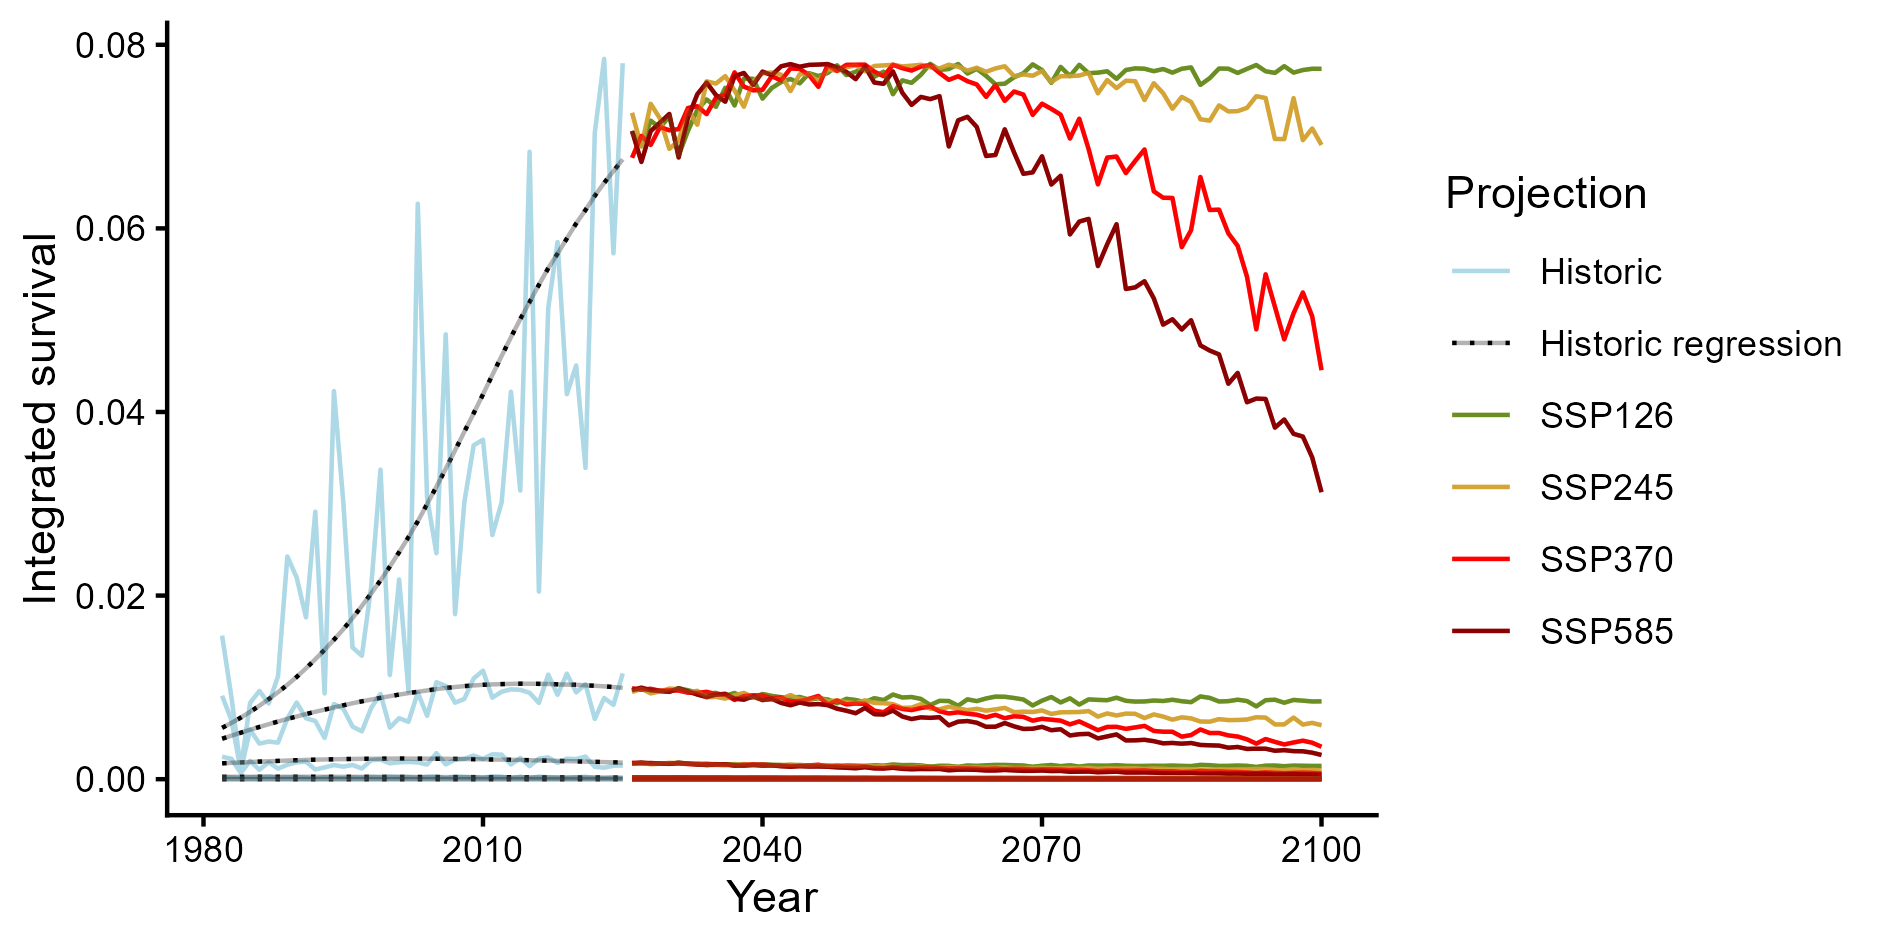 Integrated survival
0.08
0.06
0.04
0.02
0.00
1980 2010 2040 2070 2100
Year
Projection
Historic
Historic regression
SSP126
SSP245
SSP370
SSP585